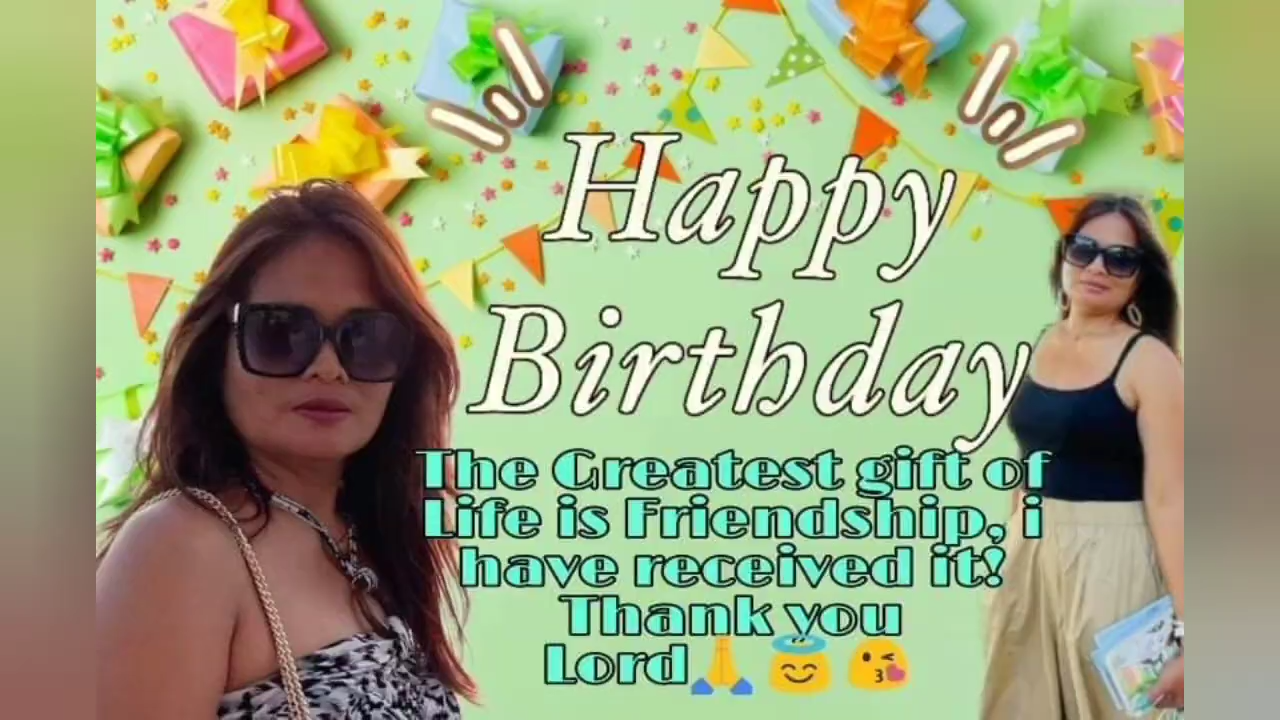 Happy
Birthday
The Greatest gift of
Life is Friendship, i
have received it!
Thank you
Lord🙏 😇 😘